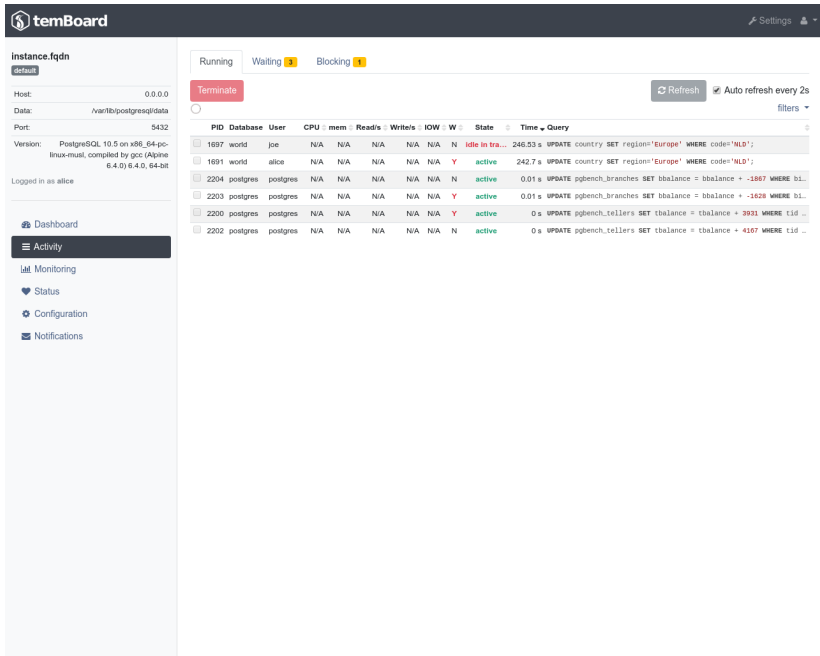 temBoard
Settings
instance.fqdn
default
Host: 0.0.0.0
Data: /var/lib/postgresql/data
Port: 5432
Version: PostgreSQL 10.5 on x86_64-pc-
linux-musl, compiled by gcc (Alpine
6.4.0) 6.4.0, 64-bit
Logged in as alice
Dashboard
Activity
Monitoring
Status
Configuration
Notifications
Running Waiting 3 Blocking 1
Terminate Refresh Auto refresh every 2s
filters
PID Database User CPU mem Read/s Write/s IOW W State Time Query
1697 world joe N/A N/A N/A N/A N/A N idle in tra... 246.53 s UPDATE country SET region='Europe' WHERE code='NLD';
1691 world alice N/A N/A N/A N/A N/A Y active 242.7 s UPDATE country SET region='Europe' WHERE code='NLD';
2204 postgres postgres N/A N/A N/A N/A N/A N active 0.01 s UPDATE pgbench_branches SET bbalance = bbalance + -1867 WHERE bi…
2203 postgres postgres N/A N/A N/A N/A N/A Y active 0.01 s UPDATE pgbench_branches SET bbalance = bbalance + -1628 WHERE bi…
2200 postgres postgres N/A N/A N/A N/A N/A Y active 0 s UPDATE pgbench_tellers SET tbalance = tbalance + 3931 WHERE tid …
2202 postgres postgres N/A N/A N/A N/A N/A N active 0 s UPDATE pgbench_tellers SET tbalance = tbalance + 4167 WHERE tid …